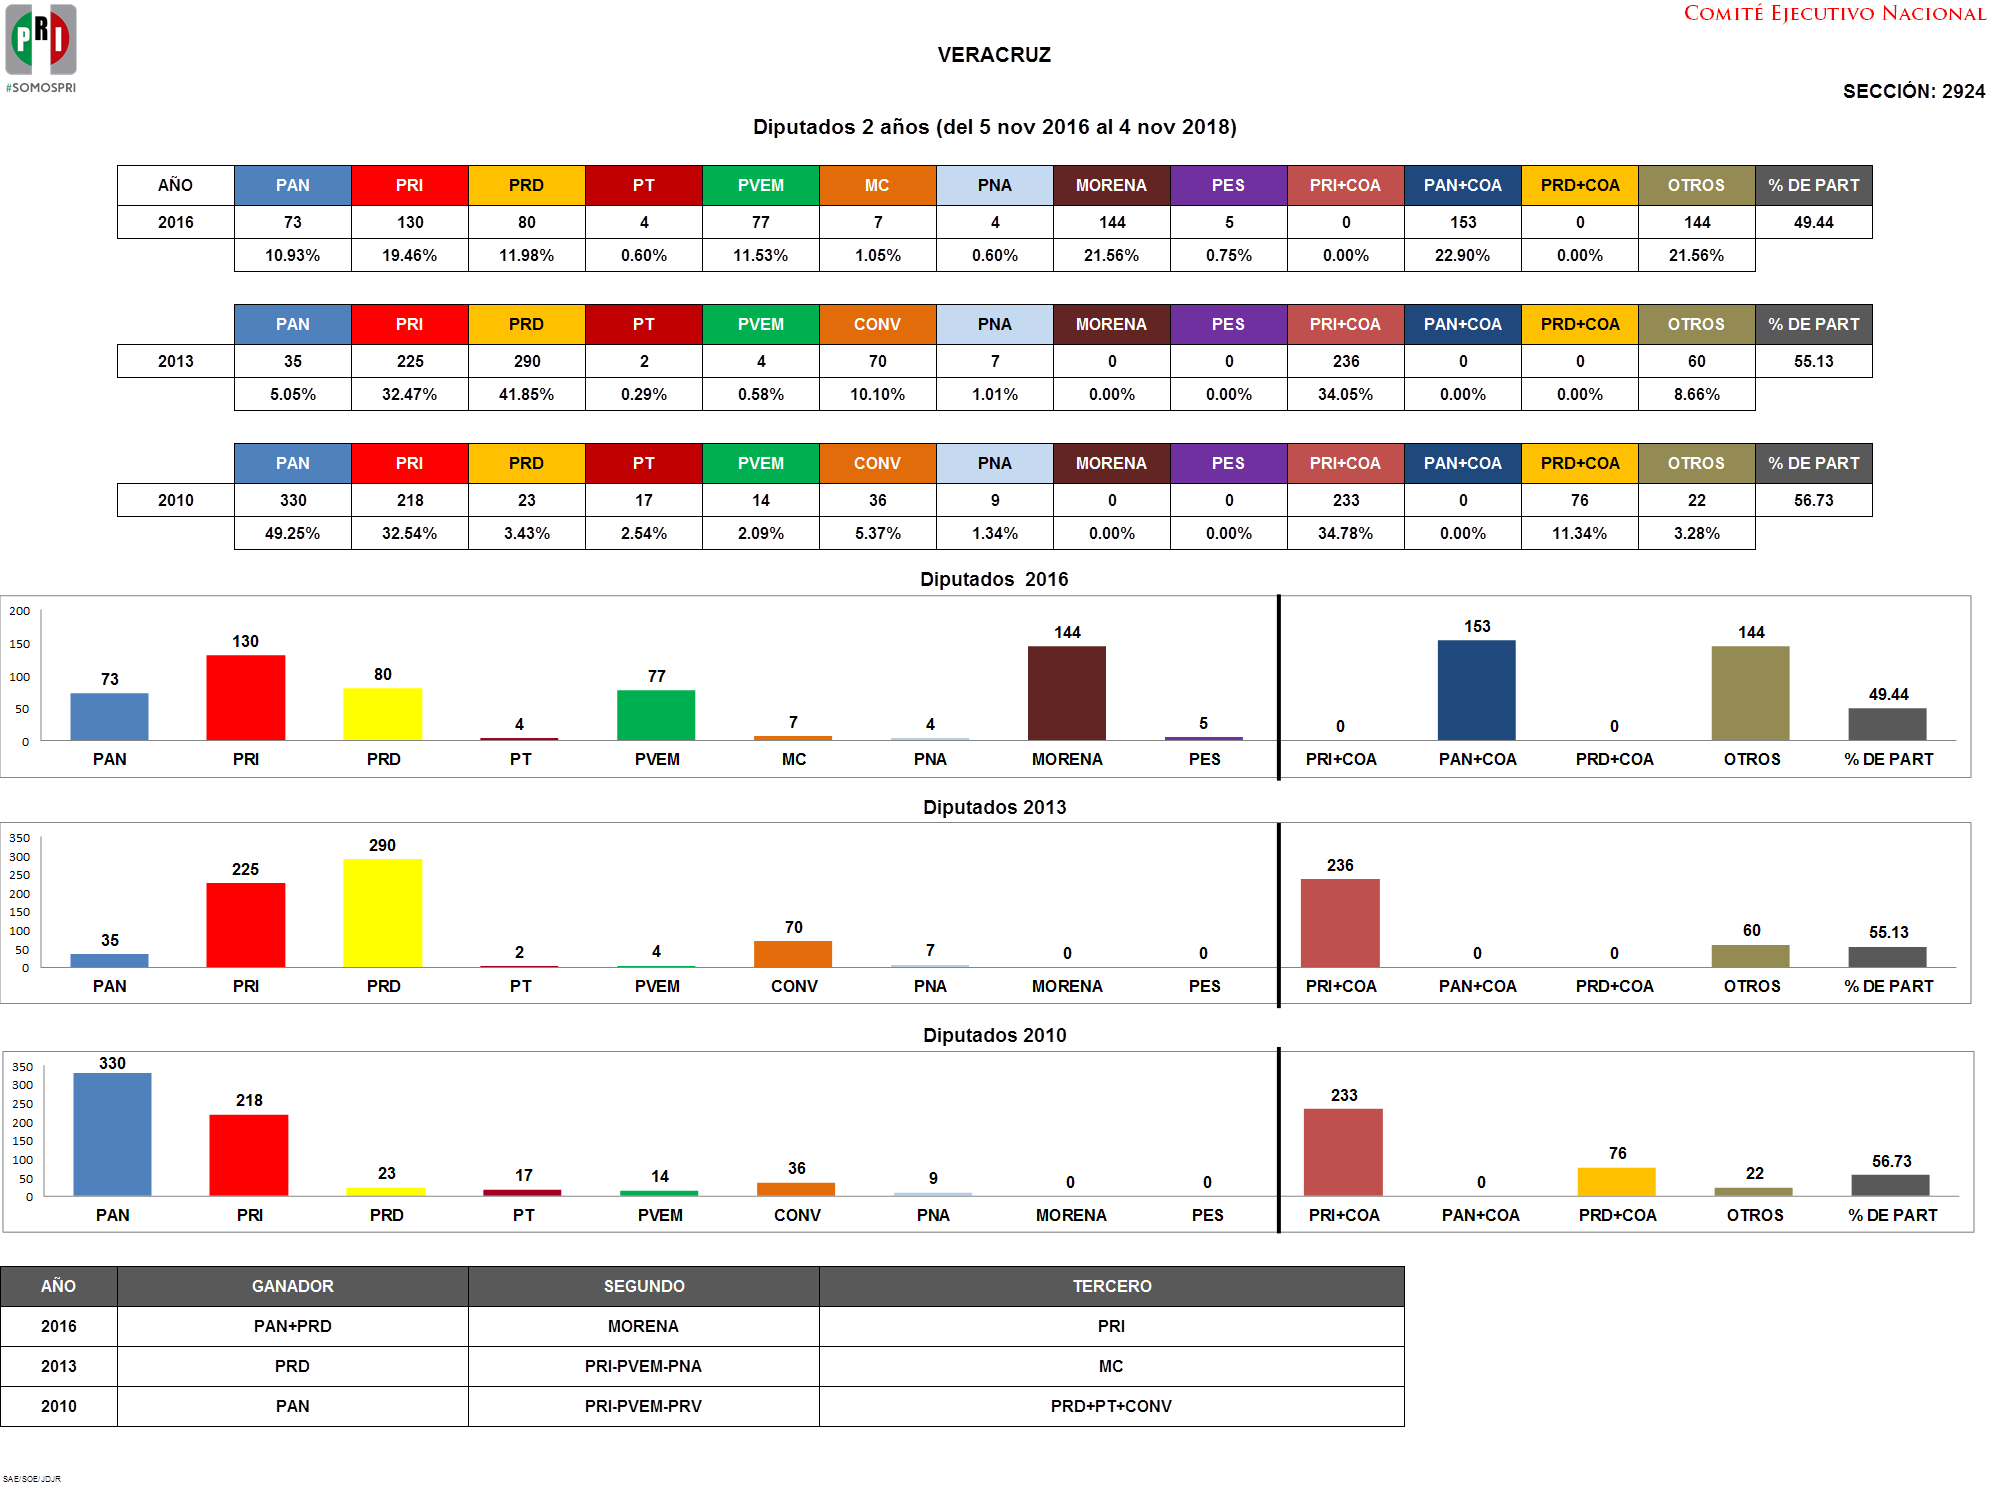 PRI
#SOMOSPRI
COMITÉ EJECUTIVO NACIONAL
VERACRUZ
SECCIÓN: 2924
Diputados 2 años (del 5 nov 2016 al 4 nov 2018)
AÑO PAN PRI PRD PT PVEM MC PNA MORENA PES PRI+COA PAN+COA PRD+COA OTROS % DE PART
2016 73 130 80 4 77 7 4 144 5 0 153 0 144 49.44
10.93% 19.46% 11.98% 0.60% 11.53% 1.05% 0.60% 21.56% 0.75% 0.00% 22.90% 0.00% 21.56%
PAN PRI PRD PT PVEM CONV PNA MORENA PES PRI+COA PAN+COA PRD+COA OTROS % DE PART
2013 35 225 290 2 4 70 7 0 0 236 0 0 60 55.13
5.05% 32.47% 41.85% 0.29% 0.58% 10.10% 1.01% 0.00% 0.00% 34.05% 0.00% 0.00% 8.66%
PAN PRI PRD PT PVEM CONV PNA MORENA PES PRI+COA PAN+COA PRD+COA OTROS % DE PART
2010 330 218 23 17 14 36 9 0 0 233 0 76 22 56.73
49.25% 32.54% 3.43% 2.54% 2.09% 5.37% 1.34% 0.00% 0.00% 34.78% 0.00% 11.34% 3.28%
Diputados 2016
200
150
100
50
0
73 130 80 4 77 7 4 144 5 0 153 0 144 49.44
PAN PRI PRD PT PVEM MC PNA MORENA PES PRI+COA PAN+COA PRD+COA OTROS % DE PART
Diputados 2013
350
300
250
200
150
100
50
0
35 225 290 2 4 70 7 0 0 236 0 0 60 55.13
PAN PRI PRD PT PVEM CONV PNA MORENA PES PRI+COA PAN+COA PRD+COA OTROS % DE PART
Diputados 2010
350
300
250
200
150
100
50
0
330 218 23 17 14 36 9 0 0 233 0 76 22 56.73
PAN PRI PRD PT PVEM CONV PNA MORENA PES PRI+COA PAN+COA PRD+COA OTROS % DE PART
AÑO GANADOR SEGUNDO TERCERO
2016 PAN+PRD MORENA PRI
2013 PRD PRI-PVEM-PNA MC
2010 PAN PRI-PVEM-PRV PRD+PT+CONV
SAE/SOE/JDJR